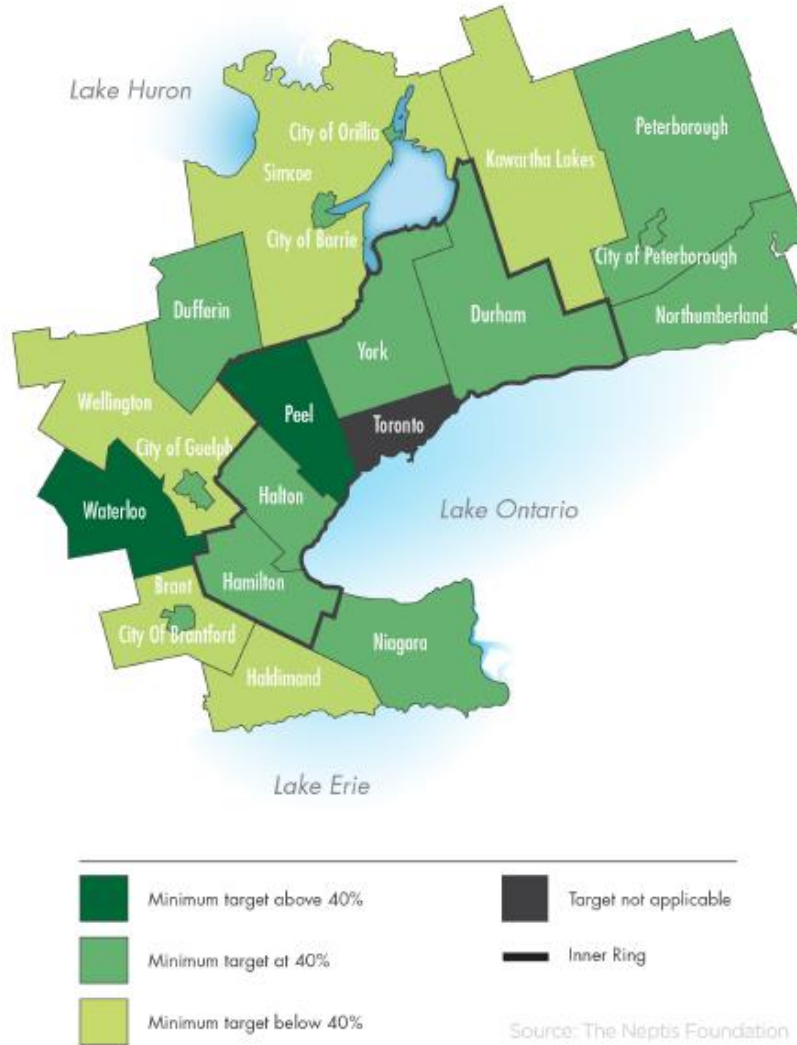 Lake Huron
City of Orillia
Simcoe
City of Barrie
Kawartha Lakes
Peterborough
City of Peterborough
Northumberland
Dufferin
York
Durham
Wellington
City of Guelph
Peel
Toronto
Waterloo
Halton
Lake Ontario
Brant
City Of Brantford
Hamilton
Niagara
Haldimand
Lake Erie
Minimum target above 40%
Target not applicable
Minimum target at 40%
Inner Ring
Minimum target below 40%
Source: The Neptis Foundation